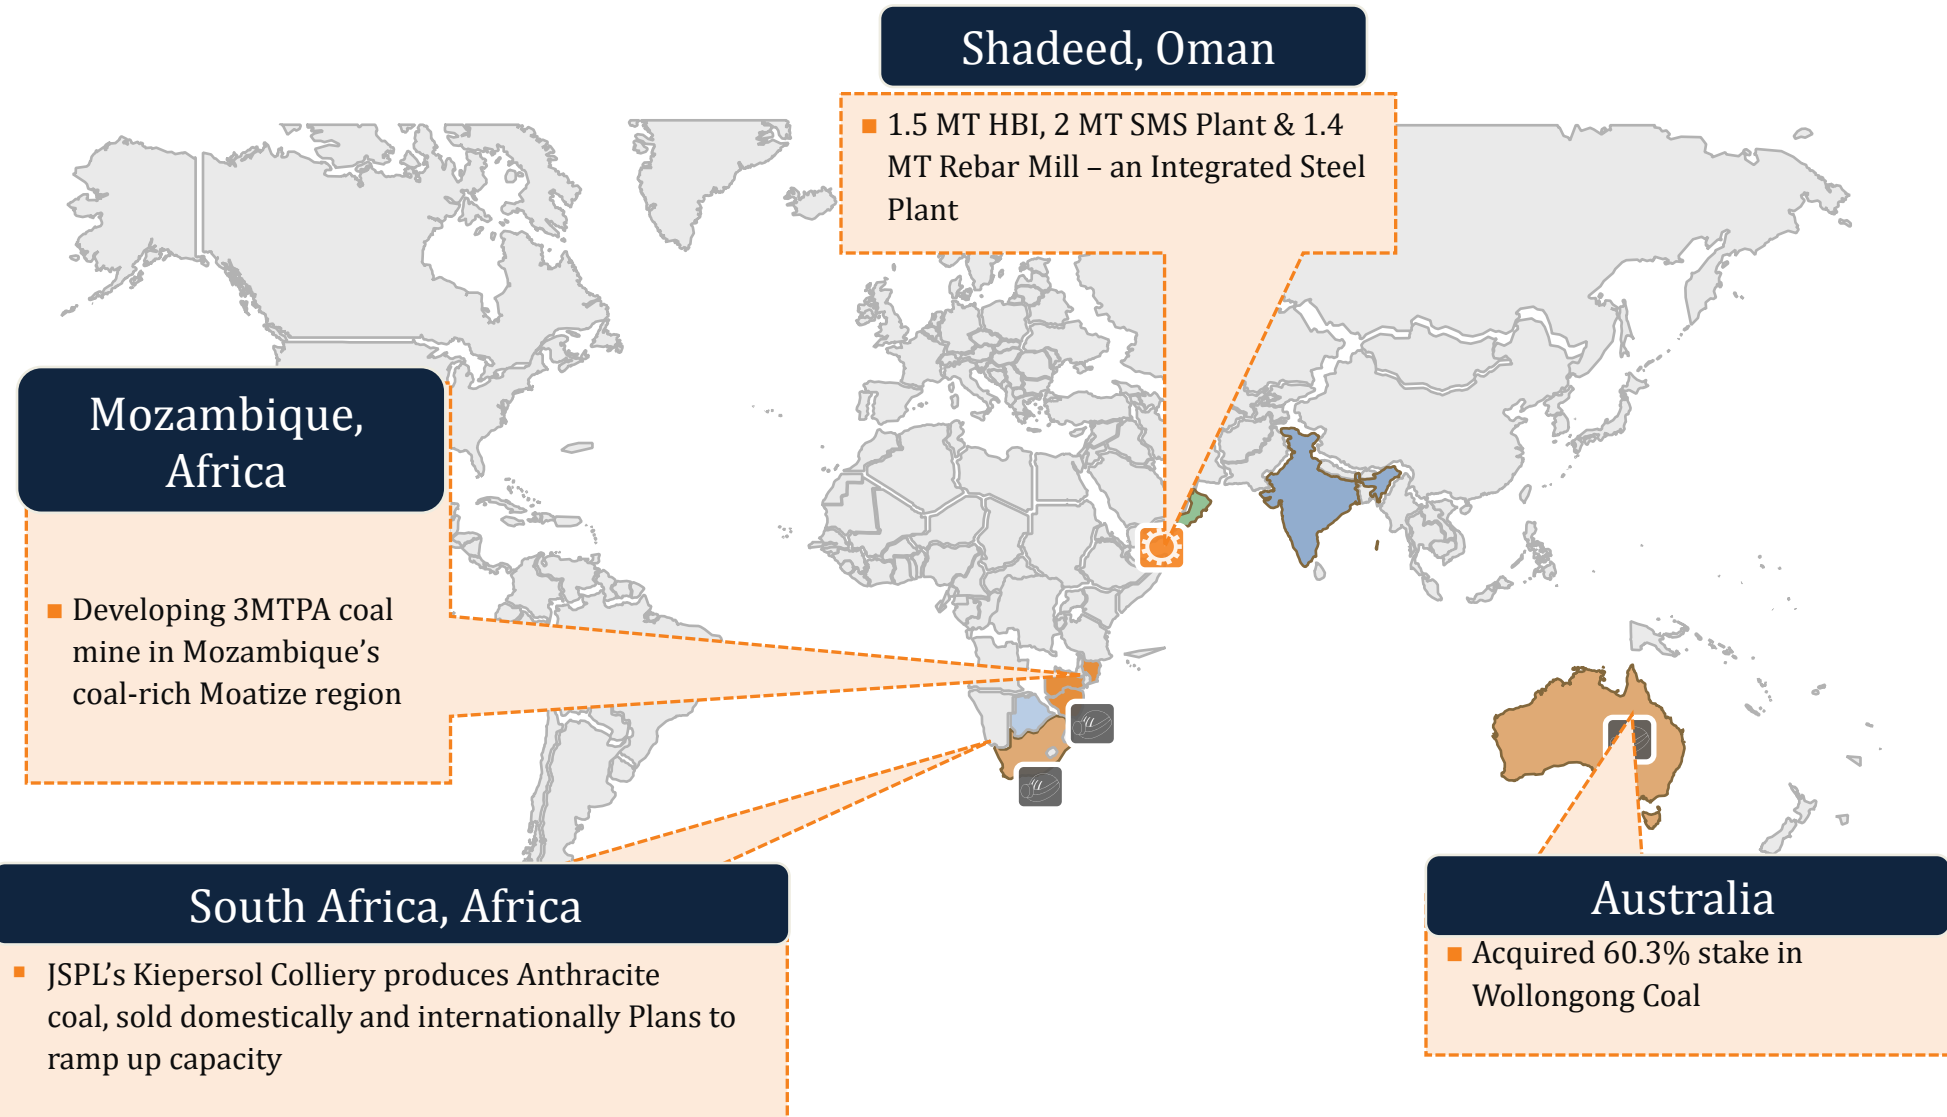 Shadeed, Oman
■ 1.5 MT HBI, 2 MT SMS Plant & 1.4
MT Rebar Mill – an Integrated Steel
Plant
Mozambique,
Africa
■ Developing 3MTPA coal
mine in Mozambique's
coal-rich Moatize region
South Africa, Africa
■ JSPL's Kiepersol Colliery produces Anthracite
coal, sold domestically and internationally Plans to
ramp up capacity
Australia
■ Acquired 60.3% stake in
Wollongong Coal